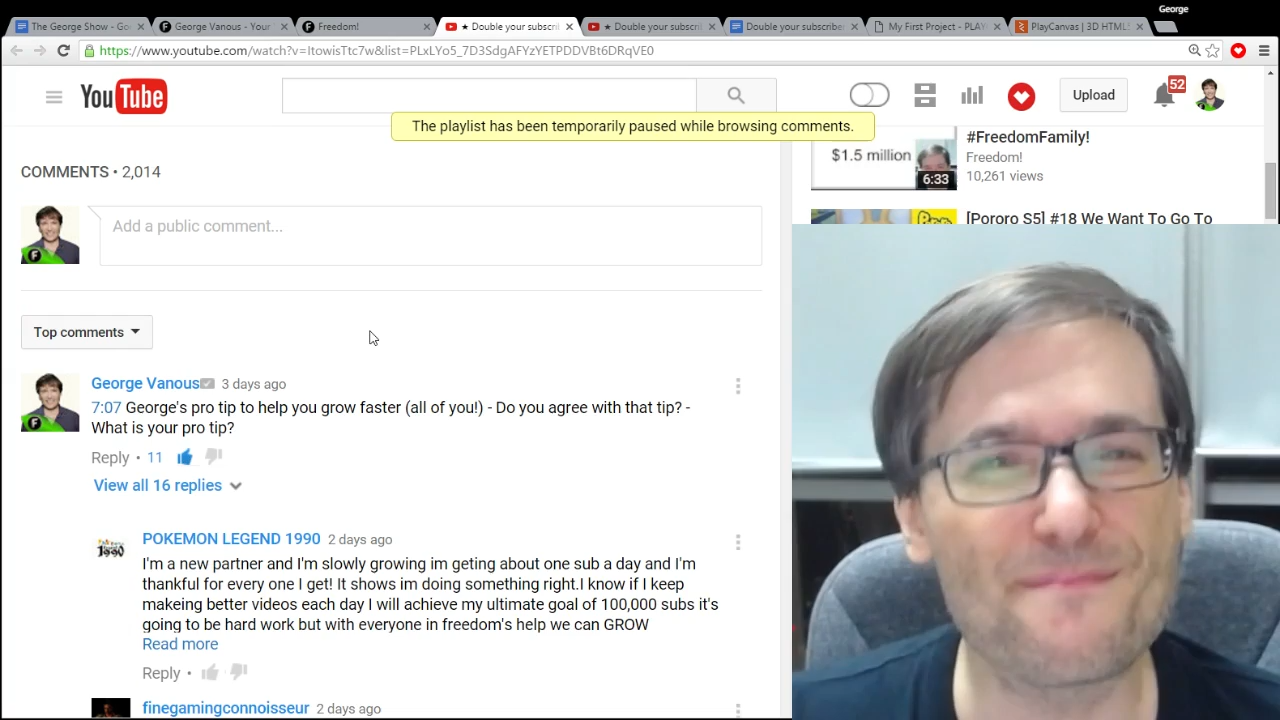 George
The George Show - Go
George Vanous - Your
Freedom!
★ Double your subscri
★ Double your subscri
Double your subscriber
My First Project - PLAY
PlayCanvas | 3D HTML5
https://www.youtube.com/watch?v=ItowisTtc7w&list=PLxLYo5_7D3SdgAFYzYETPDDVBt6DRqVE0
YouTube
Upload
52
The playlist has been temporarily paused while browsing comments.
#FreedomFamily!
Freedom!
10,261 views
$1.5 million
6:33
[Pororo S5] #18 We Want To Go To
COMMENTS • 2,014
Add a public comment...
Top comments
George Vanous 3 days ago
7:07 George's pro tip to help you grow faster (all of you!) - Do you agree with that tip? -
What is your pro tip?
Reply • 11
View all 16 replies
POKEMON LEGEND 1990 2 days ago
1990
I'm a new partner and I'm slowly growing im geting about one sub a day and I'm
thankful for every one I get! It shows im doing something right.I know if I keep
makeing better videos each day I will achieve my ultimate goal of 100,000 subs it's
going to be hard work but with everyone in freedom's help we can GROW
Read more
Reply •
finegamingconnoisseur 2 days ago